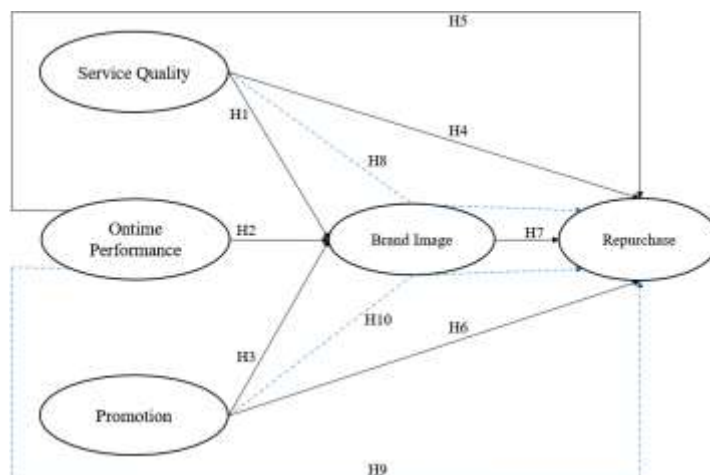 H5
Service Quality
H1
H4
H8
Ontime
Performance
H2
Brand Image
H7
Repurchase
H10
H6
H3
Promotion
H9